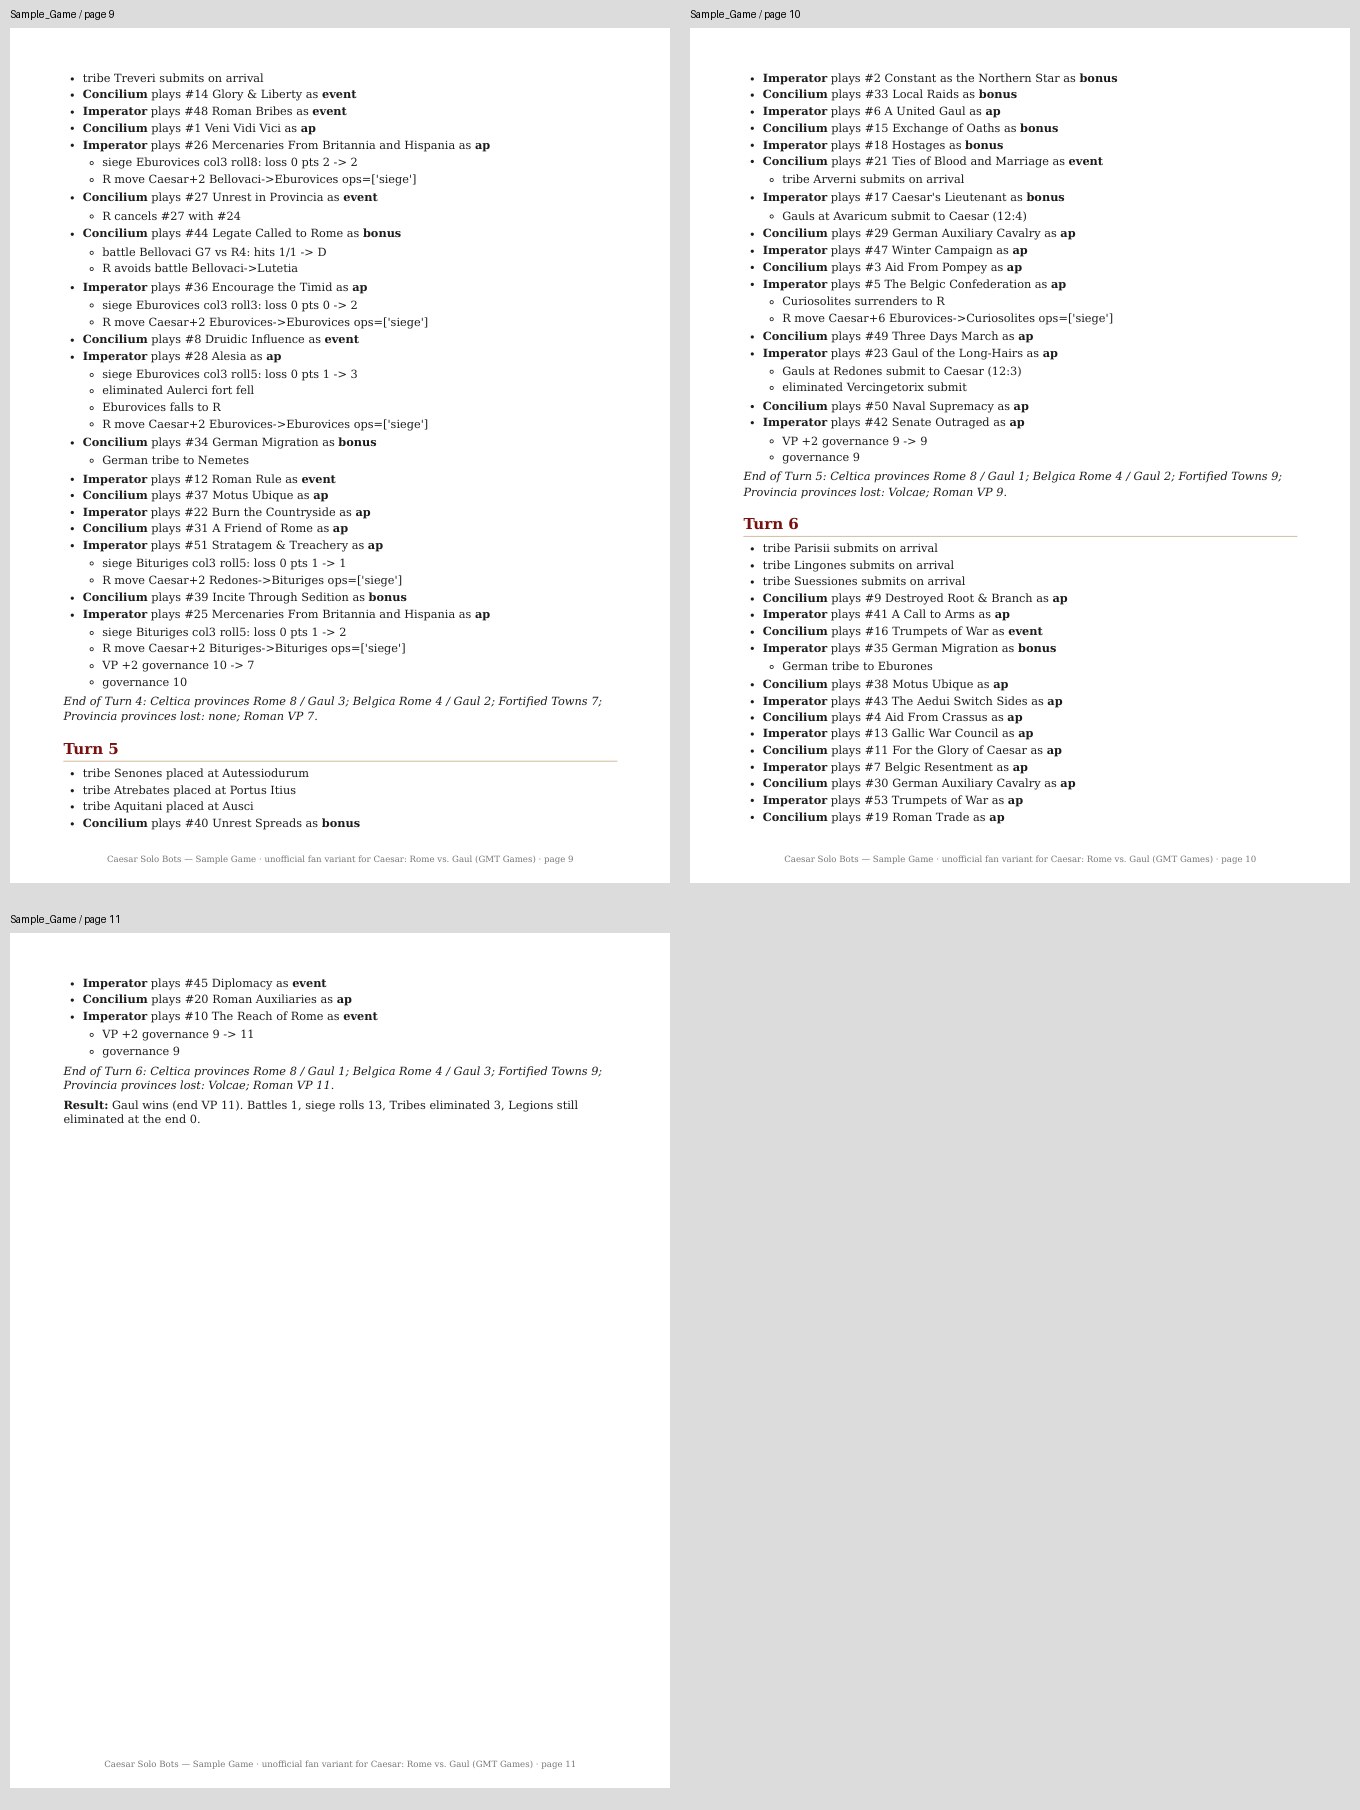 Sample_Game / page 9
• tribe Treveri submits on arrival
• Concilium plays #14 Glory & Liberty as event
• Imperator plays #48 Roman Bribes as event
• Concilium plays #1 Veni Vidi Vici as ap
• Imperator plays #26 Mercenaries From Britannia and Hispania as ap
◦ siege Eburovices col3 roll8: loss 0 pts 2 -> 2
◦ R move Caesar+2 Bellovaci->Eburovices ops=['siege']
• Concilium plays #27 Unrest in Provincia as event
◦ R cancels #27 with #24
• Concilium plays #44 Legate Called to Rome as bonus
◦ battle Bellovaci G7 vs R4: hits 1/1 -> D
◦ R avoids battle Bellovaci->Lutetia
• Imperator plays #36 Encourage the Timid as ap
◦ siege Eburovices col3 roll3: loss 0 pts 0 -> 2
◦ R move Caesar+2 Eburovices->Eburovices ops=['siege']
• Concilium plays #8 Druidic Influence as event
• Imperator plays #28 Alesia as ap
◦ siege Eburovices col3 roll5: loss 0 pts 1 -> 3
◦ eliminated Aulerci fort fell
◦ Eburovices falls to R
◦ R move Caesar+2 Eburovices->Eburovices ops=['siege']
• Concilium plays #34 German Migration as bonus
◦ German tribe to Nemetes
• Imperator plays #12 Roman Rule as event
• Concilium plays #37 Motus Ubique as ap
• Imperator plays #22 Burn the Countryside as ap
• Concilium plays #31 A Friend of Rome as ap
• Imperator plays #51 Stratagem & Treachery as ap
◦ siege Bituriges col3 roll5: loss 0 pts 1 -> 1
◦ R move Caesar+2 Redones->Bituriges ops=['siege']
• Concilium plays #39 Incite Through Sedition as bonus
• Imperator plays #25 Mercenaries From Britannia and Hispania as ap
◦ siege Bituriges col3 roll5: loss 0 pts 1 -> 2
◦ R move Caesar+2 Bituriges->Bituriges ops=['siege']
◦ VP +2 governance 10 -> 7
◦ governance 10
End of Turn 4: Celtica provinces Rome 8 / Gaul 3; Belgica Rome 4 / Gaul 2; Fortified Towns 7;
Provincia provinces lost: none; Roman VP 7.
Turn 5
• tribe Senones placed at Autessiodurum
• tribe Atrebates placed at Portus Itius
• tribe Aquitani placed at Ausci
• Concilium plays #40 Unrest Spreads as bonus
Caesar Solo Bots — Sample Game · unofficial fan variant for Caesar: Rome vs. Gaul (GMT Games) · page 9
Sample_Game / page 10
• Imperator plays #2 Constant as the Northern Star as bonus
• Concilium plays #33 Local Raids as bonus
• Imperator plays #6 A United Gaul as ap
• Concilium plays #15 Exchange of Oaths as bonus
• Imperator plays #18 Hostages as bonus
• Concilium plays #21 Ties of Blood and Marriage as event
◦ tribe Arverni submits on arrival
• Imperator plays #17 Caesar's Lieutenant as bonus
◦ Gauls at Avaricum submit to Caesar (12:4)
• Concilium plays #29 German Auxiliary Cavalry as ap
• Imperator plays #47 Winter Campaign as ap
• Concilium plays #3 Aid From Pompey as ap
• Imperator plays #5 The Belgic Confederation as ap
◦ Curiosolites surrenders to R
◦ R move Caesar+6 Eburovices->Curiosolites ops=['siege']
• Concilium plays #49 Three Days March as ap
• Imperator plays #23 Gaul of the Long-Hairs as ap
◦ Gauls at Redones submit to Caesar (12:3)
◦ eliminated Vercingetorix submit
• Concilium plays #50 Naval Supremacy as ap
• Imperator plays #42 Senate Outraged as ap
◦ VP +2 governance 9 -> 9
◦ governance 9
End of Turn 5: Celtica provinces Rome 8 / Gaul 1; Belgica Rome 4 / Gaul 2; Fortified Towns 9;
Provincia provinces lost: Volcae; Roman VP 9.
Turn 6
• tribe Parisii submits on arrival
• tribe Lingones submits on arrival
• tribe Suessiones submits on arrival
• Concilium plays #9 Destroyed Root & Branch as ap
• Imperator plays #41 A Call to Arms as ap
• Concilium plays #16 Trumpets of War as event
• Imperator plays #35 German Migration as bonus
◦ German tribe to Eburones
• Concilium plays #38 Motus Ubique as ap
• Imperator plays #43 The Aedui Switch Sides as ap
• Concilium plays #4 Aid From Crassus as ap
• Imperator plays #13 Gallic War Council as ap
• Concilium plays #11 For the Glory of Caesar as ap
• Imperator plays #7 Belgic Resentment as ap
• Concilium plays #30 German Auxiliary Cavalry as ap
• Imperator plays #53 Trumpets of War as ap
• Concilium plays #19 Roman Trade as ap
Caesar Solo Bots — Sample Game · unofficial fan variant for Caesar: Rome vs. Gaul (GMT Games) · page 10
Sample_Game / page 11
• Imperator plays #45 Diplomacy as event
• Concilium plays #20 Roman Auxiliaries as ap
• Imperator plays #10 The Reach of Rome as event
◦ VP +2 governance 9 -> 11
◦ governance 9
End of Turn 6: Celtica provinces Rome 8 / Gaul 1; Belgica Rome 4 / Gaul 3; Fortified Towns 9;
Provincia provinces lost: Volcae; Roman VP 11.
Result: Gaul wins (end VP 11). Battles 1, siege rolls 13, Tribes eliminated 3, Legions still
eliminated at the end 0.
Caesar Solo Bots — Sample Game · unofficial fan variant for Caesar: Rome vs. Gaul (GMT Games) · page 11